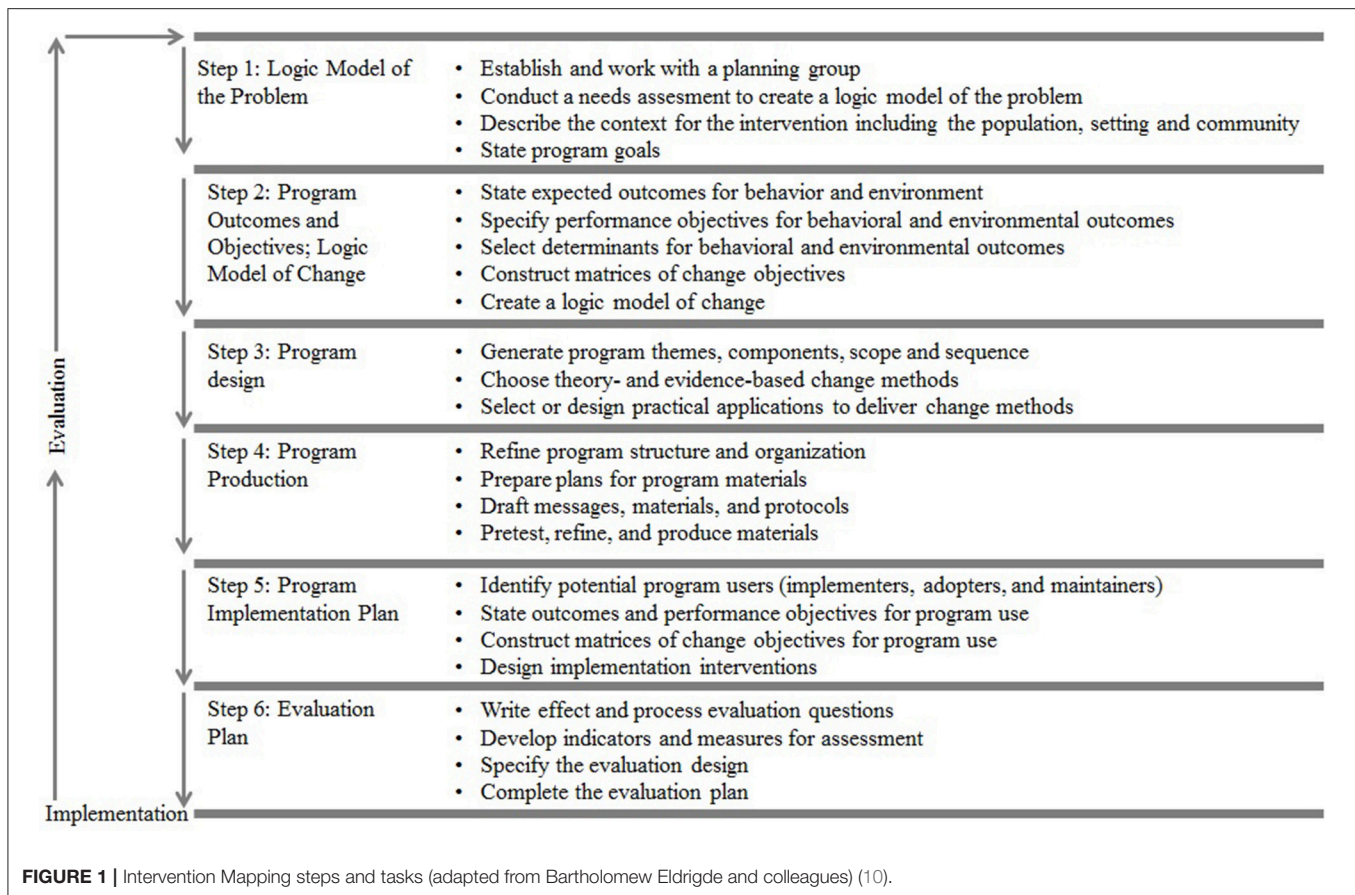 Step 1: Logic Model of
the Problem
• Establish and work with a planning group
• Conduct a needs assesment to create a logic model of the problem
• Describe the context for the intervention including the population, setting and community
• State program goals
Step 2: Program
Outcomes and
Objectives; Logic
Model of Change
• State expected outcomes for behavior and environment
• Specify performance objectives for behavioral and environmental outcomes
• Select determinants for behavioral and environmental outcomes
• Construct matrices of change objectives
• Create a logic model of change
Step 3: Program
design
• Generate program themes, components, scope and sequence
• Choose theory- and evidence-based change methods
• Select or design practical applications to deliver change methods
Evaluation
Step 4: Program
Production
• Refine program structure and organization
• Prepare plans for program materials
• Draft messages, materials, and protocols
• Pretest, refine, and produce materials
Step 5: Program
Implementation Plan
• Identify potential program users (implementers, adopters, and maintainers)
• State outcomes and performance objectives for program use
• Construct matrices of change objectives for program use
• Design implementation interventions
Step 6: Evaluation
Plan
• Write effect and process evaluation questions
• Develop indicators and measures for assessment
• Specify the evaluation design
• Complete the evaluation plan
Implementation
FIGURE 1 | Intervention Mapping steps and tasks (adapted from Bartholomew Eldrigde and colleagues) (10).